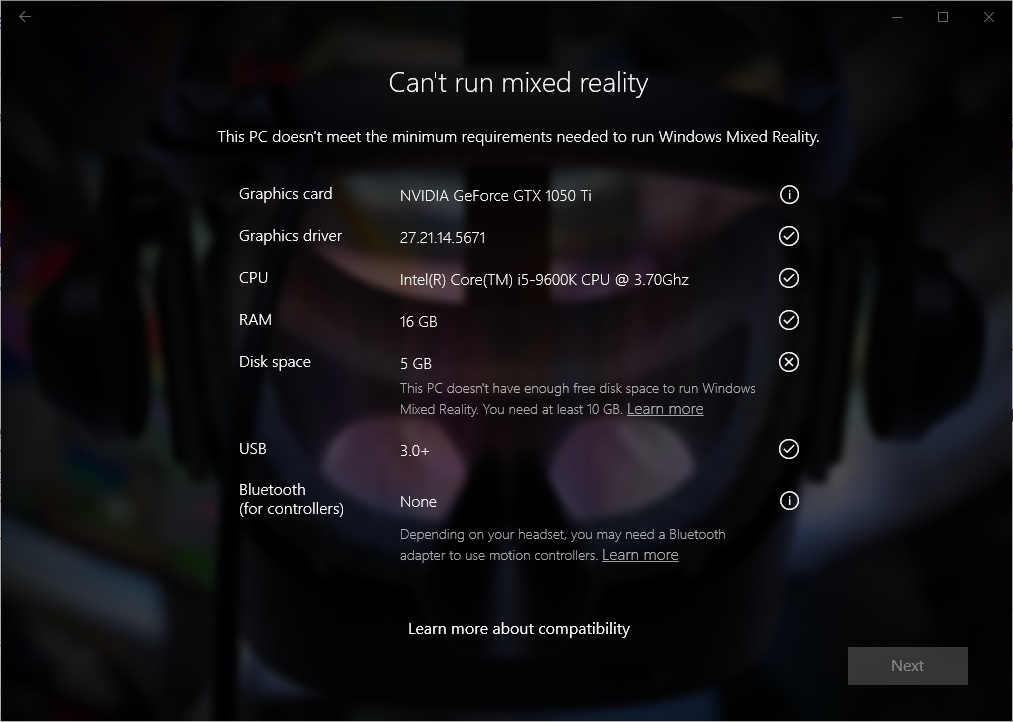 Can't run mixed reality
This PC doesn't meet the minimum requirements needed to run Windows Mixed Reality.
Graphics card NVIDIA GeForce GTX 1050 Ti
Graphics driver 27.21.14.5671
CPU Intel(R) Core(TM) i5-9600K CPU @ 3.70Ghz
RAM 16 GB
Disk space 5 GB
This PC doesn't have enough free disk space to run Windows
Mixed Reality. You need at least 10 GB. Learn more
USB 3.0+
Bluetooth
(for controllers) None
Depending on your headset, you may need a Bluetooth
adapter to use motion controllers. Learn more
Learn more about compatibility
Next